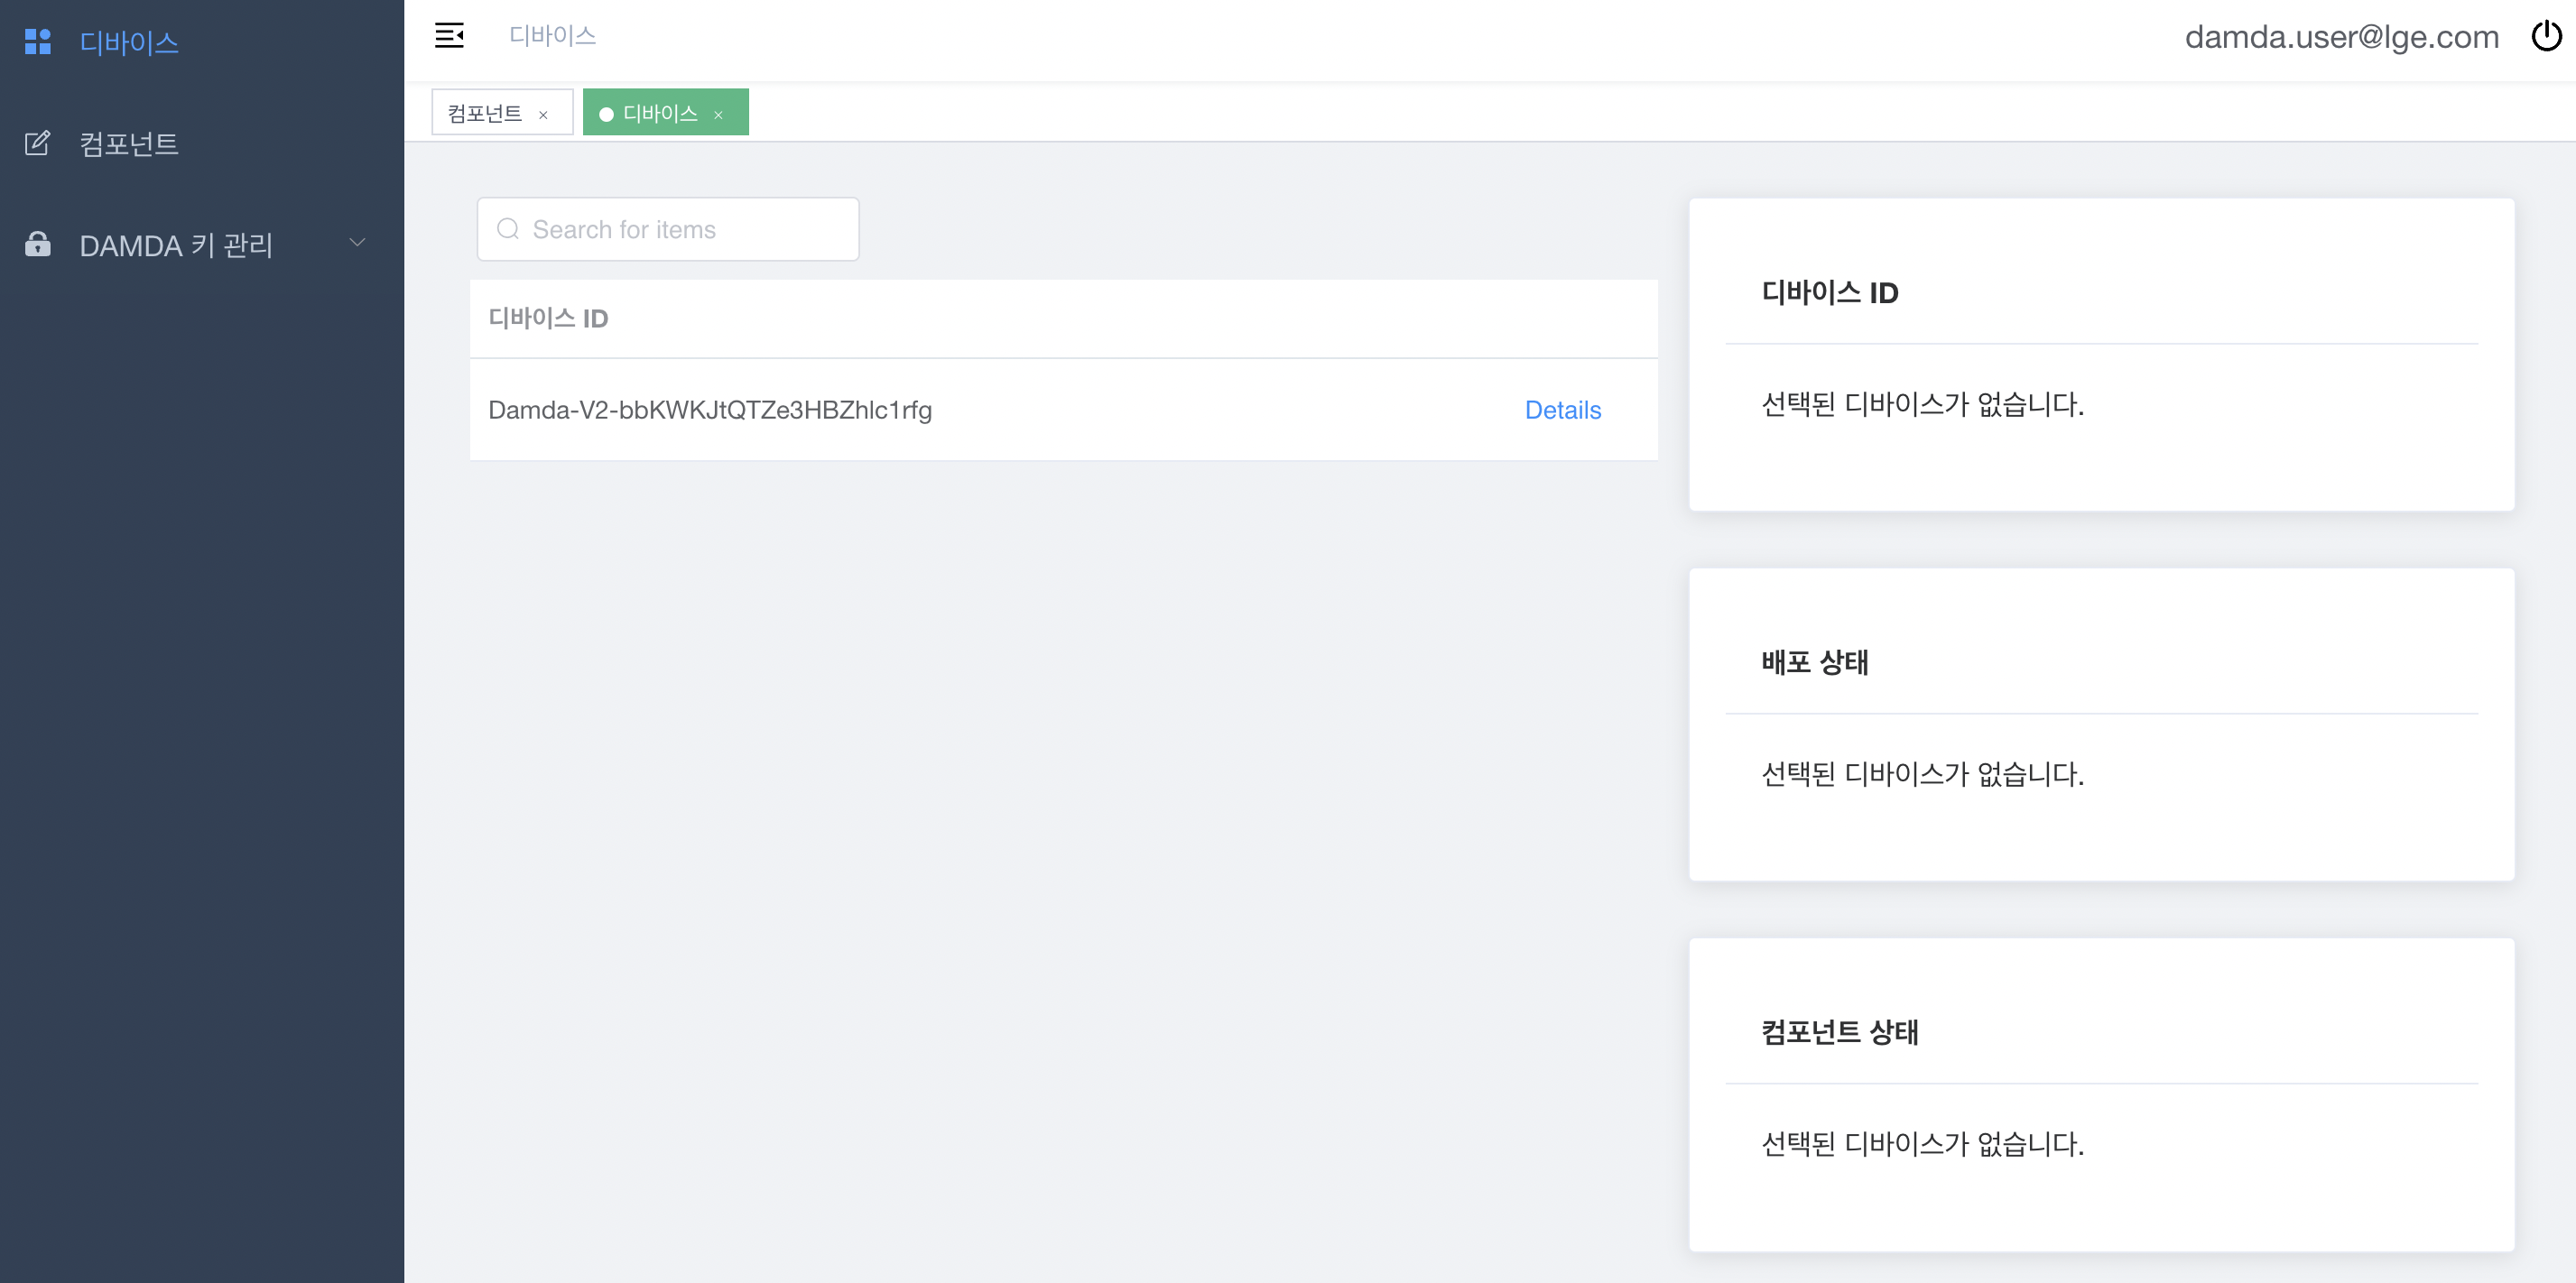 디바이스
컴포넌트
DAMDA 키 관리
디바이스
damda.user@lge.com
컴포넌트 ×
디바이스 ×
Search for items
디바이스 ID
Damda-V2-bbKWKJtQTZe3HBZhlc1rfg Details
디바이스 ID
선택된 디바이스가 없습니다.
배포 상태
선택된 디바이스가 없습니다.
컴포넌트 상태
선택된 디바이스가 없습니다.